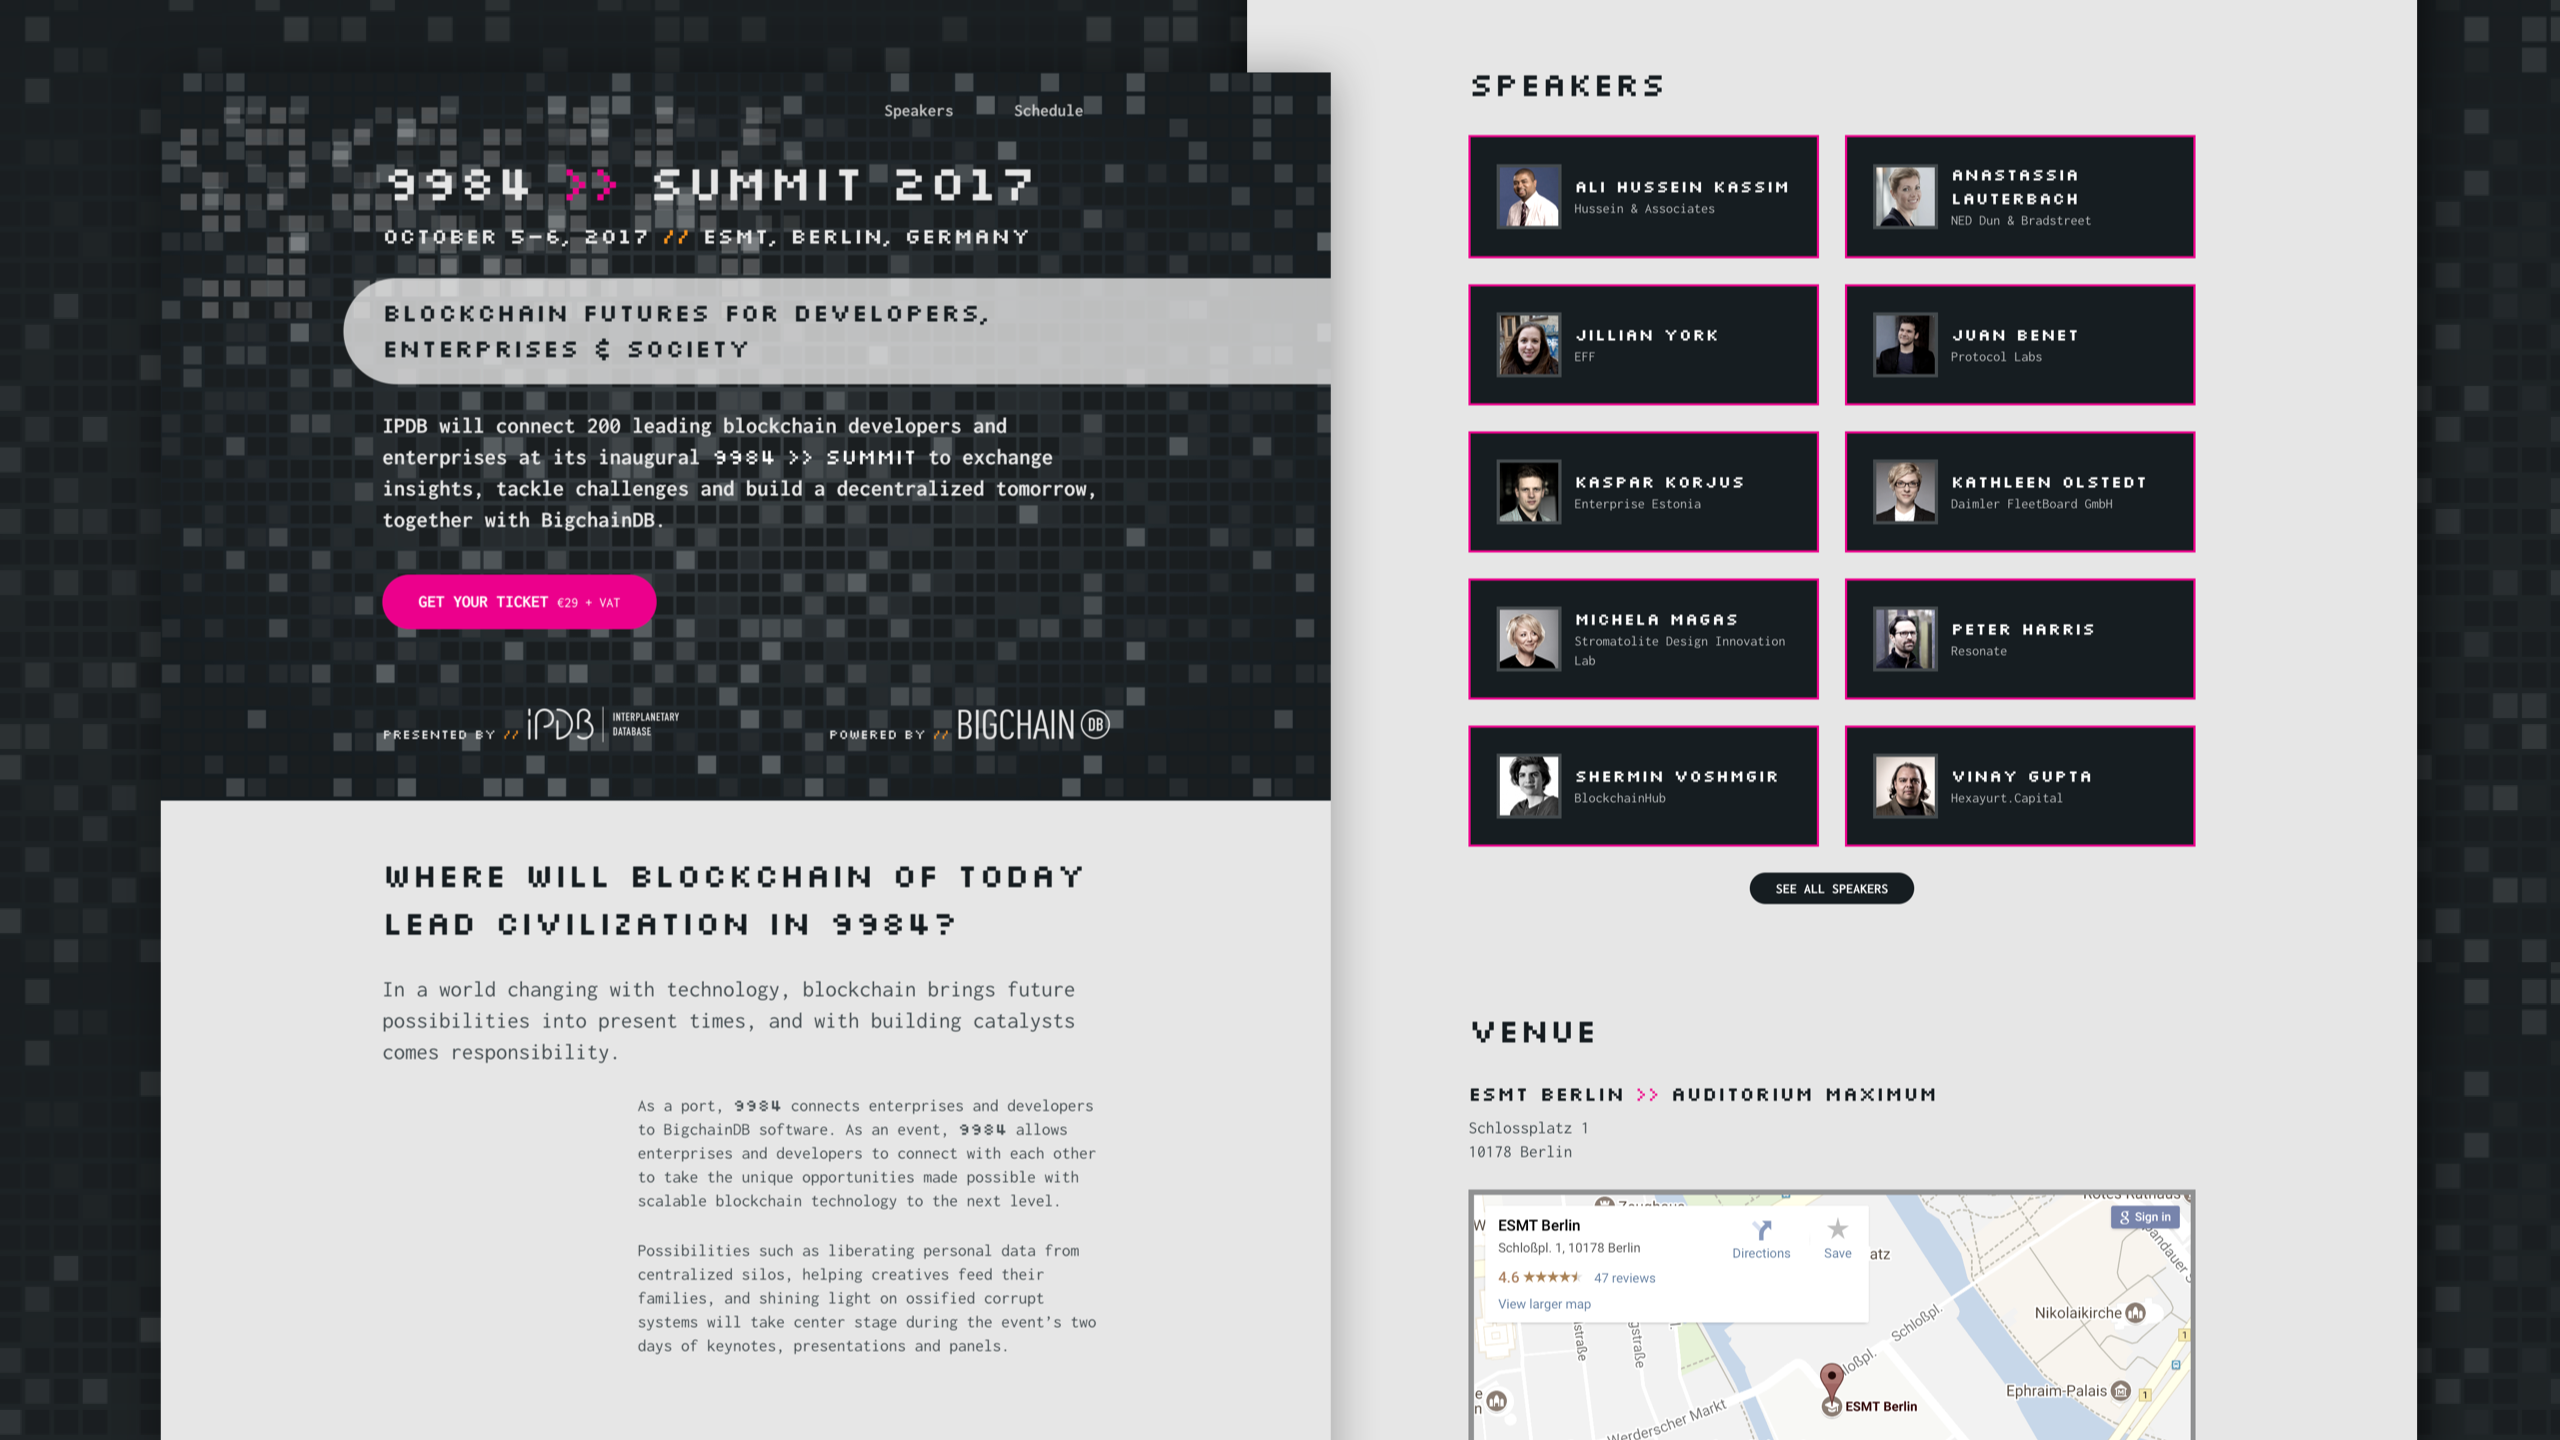 Speakers
Schedule
9984 >> SUMMIT 2017
OCTOBER 5-6, 2017 // ESMT, BERLIN, GERMANY
BLOCKCHAIN FUTURES FOR DEVELOPERS,
ENTERPRISES & SOCIETY
IPDB will connect 200 leading blockchain developers and
enterprises at its inaugural 9984 >> SUMMIT to exchange
insights, tackle challenges and build a decentralized tomorrow,
together with BigchainDB.
GET YOUR TICKET €29 + VAT
PRESENTED BY // iPDB INTERPLANETARY
DATABASE
POWERED BY // BIGCHAIN DB
WHERE WILL BLOCKCHAIN OF TODAY
LEAD CIVILIZATION IN 9984?
In a world changing with technology, blockchain brings future
possibilities into present times, and with building catalysts
comes responsibility.
As a port, 9984 connects enterprises and developers
to BigchainDB software. As an event, 9984 allows
enterprises and developers to connect with each other
to take the unique opportunities made possible with
scalable blockchain technology to the next level.
Possibilities such as liberating personal data from
centralized silos, helping creatives feed their
families, and shining light on ossified corrupt
systems will take center stage during the event's two
days of keynotes, presentations and panels.
SPEAKERS
ALI HUSSEIN KASSIM
Hussein & Associates
ANASTASSIA
LAUTERBACH
NED Dun & Bradstreet
JILLIAN YORK
EFF
JUAN BENET
Protocol Labs
KASPAR KORJUS
Enterprise Estonia
KATHLEEN OLSTEDT
Daimler FleetBoard GmbH
MICHELA MAGAS
Stromatolite Design Innovation
Lab
PETER HARRIS
Resonate
SHERMIN VOSHMGIR
BlockchainHub
VINAY GUPTA
Hexayurt.Capital
SEE ALL SPEAKERS
VENUE
ESMT BERLIN >> AUDITORIUM MAXIMUM
Schlossplatz 1
10178 Berlin
ESMT Berlin
Schloßpl. 1, 10178 Berlin
4.6
47 reviews
View larger map
Directions
Save
atz
Sign in
Schloßpl.
Nikolaikirche
1
Ephraim-Palais
1
loßpl.
ESMT Berlin
Werderscher Markt